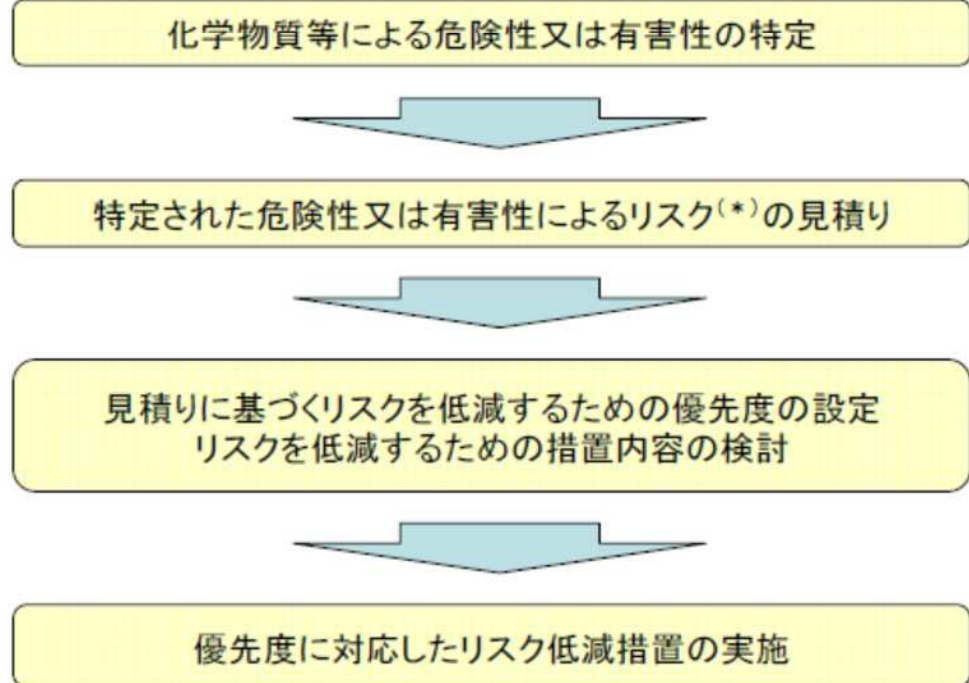 化学物質等による危険性又は有害性の特定
特定された危険性又は有害性によるリスク(*)の見積り
見積りに基づくリスクを低減するための優先度の設定
リスクを低減するための措置内容の検討
優先度に対応したリスク低減措置の実施